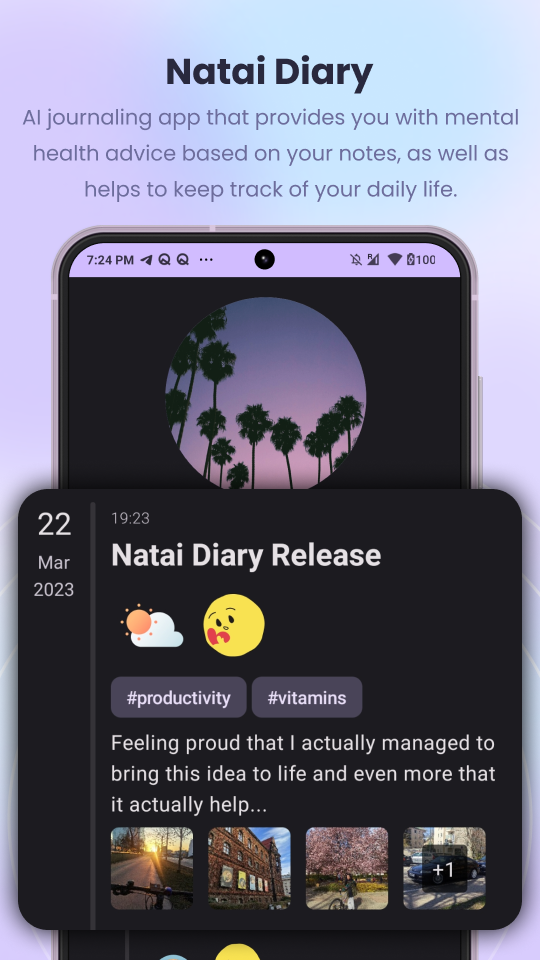 Natai Diary
AI journaling app that provides you with mental
health advice based on your notes, as well as
helps to keep track of your daily life.
7:24 PM
R
100
22
Mar
2023
19:23
Natai Diary Release
#productivity
#vitamins
Feeling proud that I actually managed to
bring this idea to life and even more that
it actually help...
+1